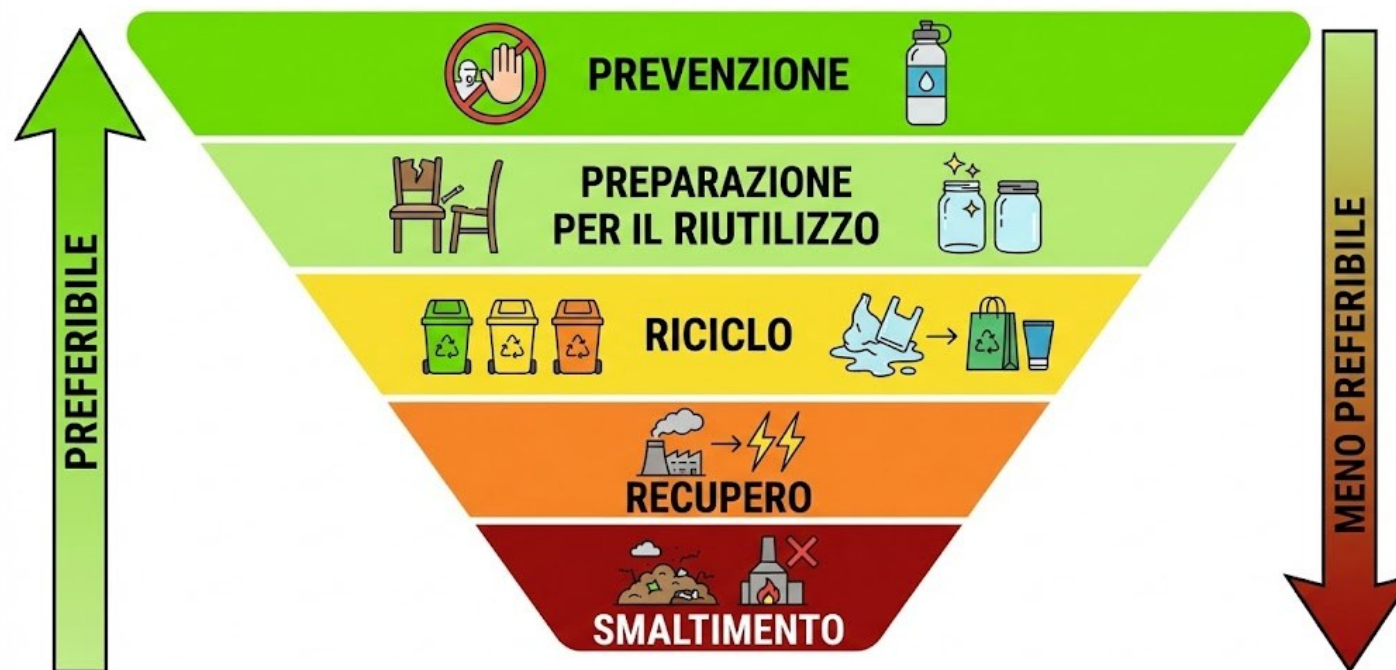 PREVENZIONE
PREPARAZIONE
PER IL RIUTILIZZO
RICICLO
RECUPERO
SMALTIMENTO
PREFERIBILE
MENO PREFERIBILE